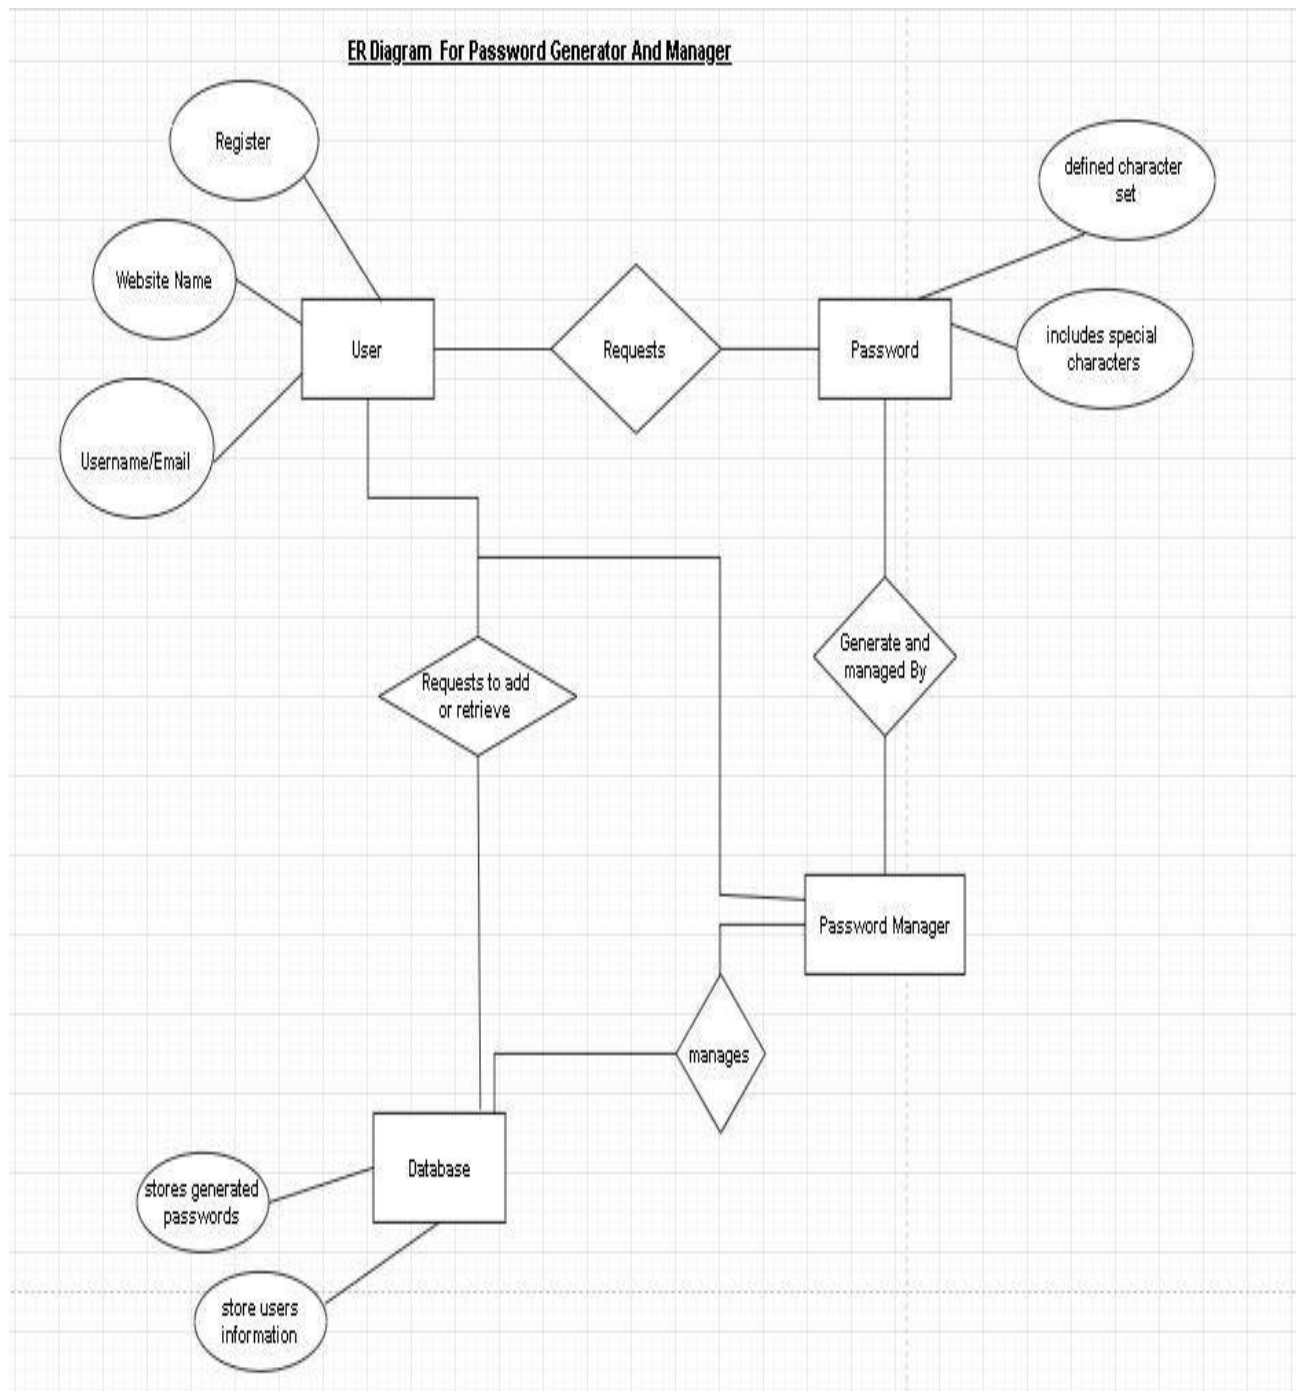 ER Diagram For Password Generator And Manager
Register
defined character
set
Website Name
includes special
characters
User
Requests
Password
Username/Email
Generate and
managed By
Requests to add
or retrieve
Password Manager
manages
Database
stores generated
passwords
store users
information